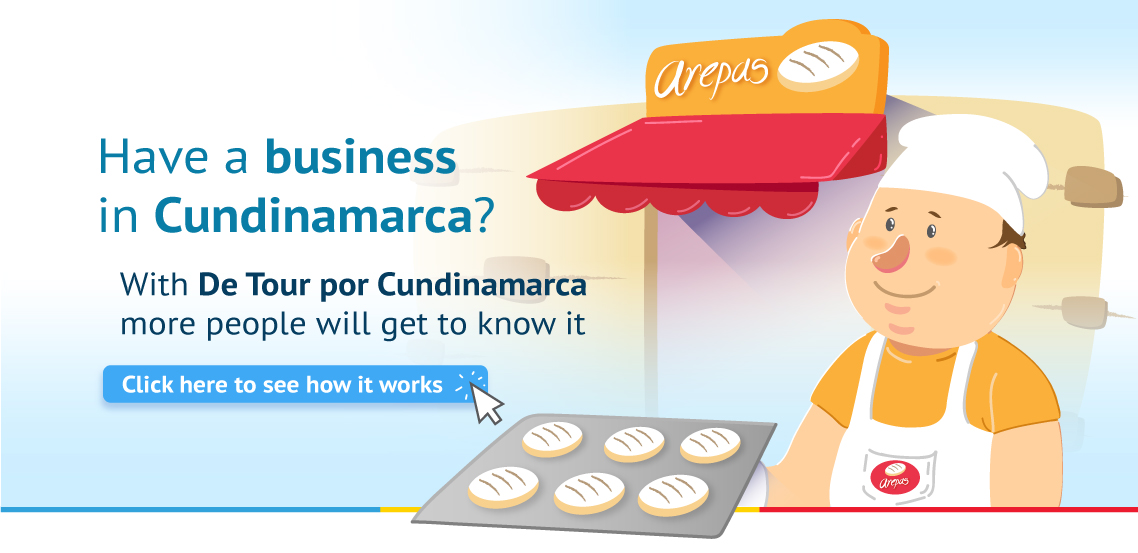 arepas
Have a business
in Cundinamarca?
With De Tour por Cundinamarca
more people will get to know it
Click here to see how it works
arepas